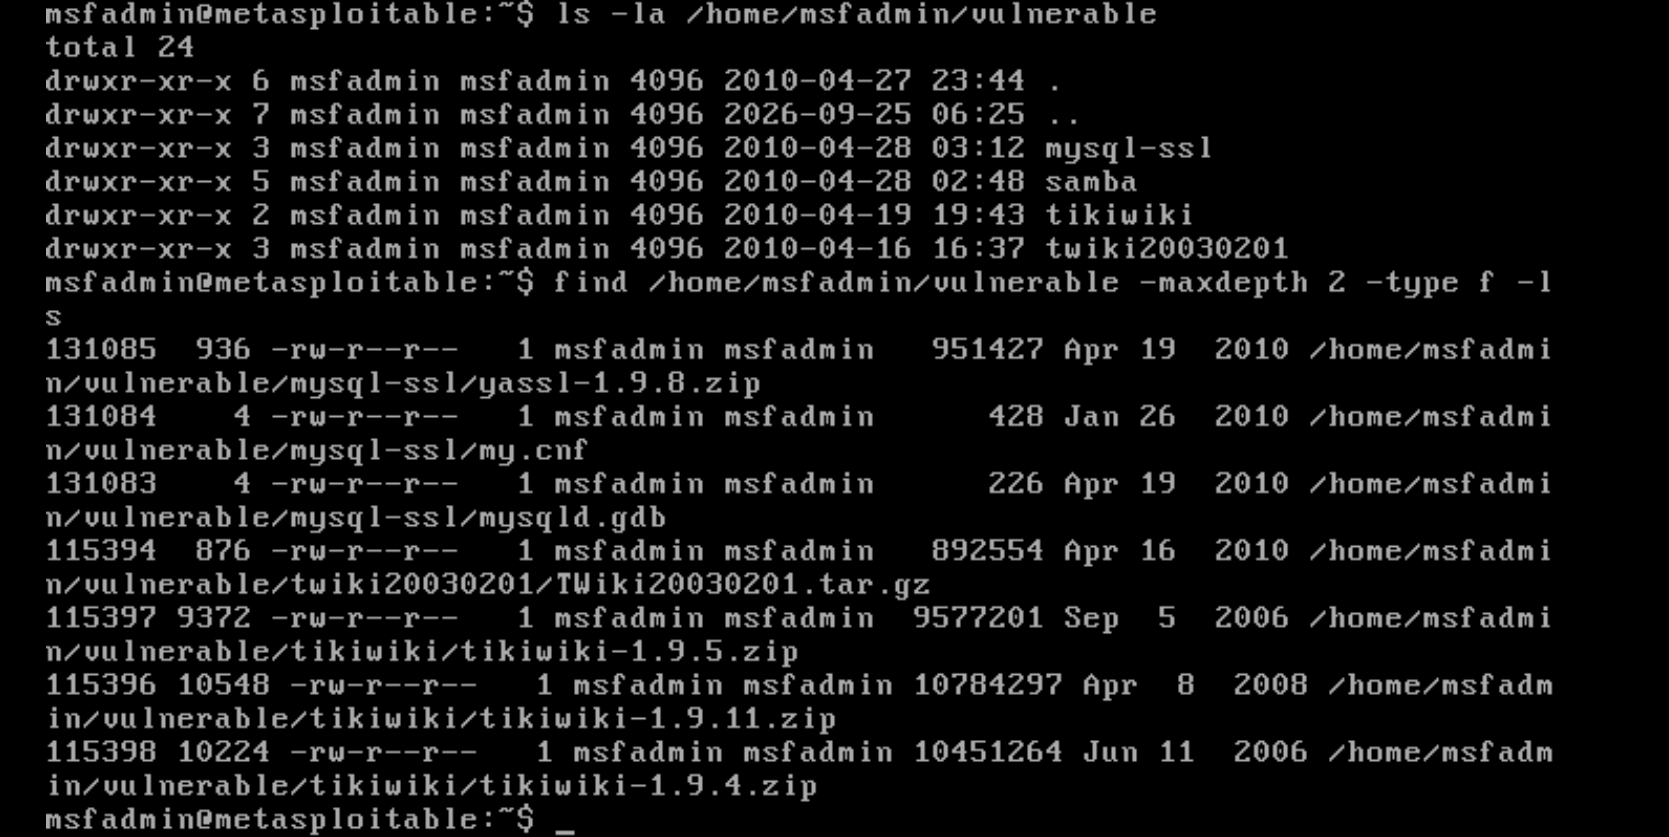 msfadmin@metasploitable:~$ ls -la /home/msfadmin/vulnerable
total 24
drwxr-xr-x 6 msfadmin msfadmin 4096 2010-04-27 23:44 .
drwxr-xr-x 7 msfadmin msfadmin 4096 2026-09-25 06:25 ..
drwxr-xr-x 3 msfadmin msfadmin 4096 2010-04-28 03:12 mysql-ssl
drwxr-xr-x 5 msfadmin msfadmin 4096 2010-04-28 02:48 samba
drwxr-xr-x 2 msfadmin msfadmin 4096 2010-04-19 19:43 tikiwiki
drwxr-xr-x 3 msfadmin msfadmin 4096 2010-04-16 16:37 twiki20030201
msfadmin@metasploitable:~$ find /home/msfadmin/vulnerable -maxdepth 2 -type f -l
s
131085  936 -rw-r--r--   1 msfadmin msfadmin   951427 Apr 19  2010 /home/msfadmi
n/vulnerable/mysql-ssl/yassl-1.9.8.zip
131084    4 -rw-r--r--   1 msfadmin msfadmin      428 Jan 26  2010 /home/msfadmi
n/vulnerable/mysql-ssl/my.cnf
131083    4 -rw-r--r--   1 msfadmin msfadmin      226 Apr 19  2010 /home/msfadmi
n/vulnerable/mysql-ssl/mysqld.gdb
115394  876 -rw-r--r--   1 msfadmin msfadmin   892554 Apr 16  2010 /home/msfadmi
n/vulnerable/twiki20030201/TWiki20030201.tar.gz
115397 9372 -rw-r--r--   1 msfadmin msfadmin  9577201 Sep  5  2006 /home/msfadmi
n/vulnerable/tikiwiki/tikiwiki-1.9.5.zip
115396 10548 -rw-r--r--   1 msfadmin msfadmin 10784297 Apr  8  2008 /home/msfadm
in/vulnerable/tikiwiki/tikiwiki-1.9.11.zip
115398 10224 -rw-r--r--   1 msfadmin msfadmin 10451264 Jun 11  2006 /home/msfadm
in/vulnerable/tikiwiki/tikiwiki-1.9.4.zip
msfadmin@metasploitable:~$ _